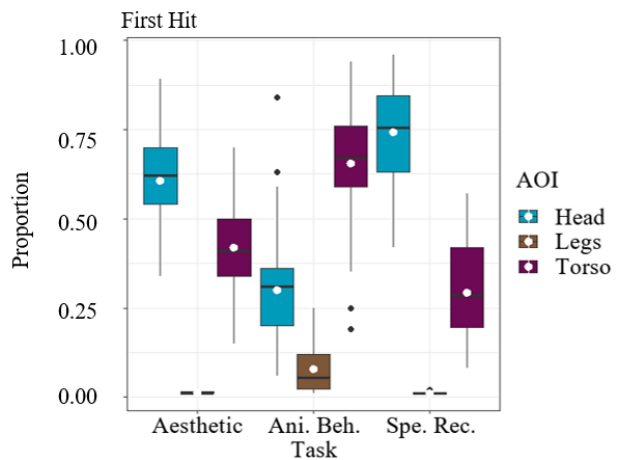 First Hit
1.00
0.75
0.50
0.25
0.00
Proportion
Aesthetic Ani. Beh. Spe. Rec.
Task
AOI
Head
Legs
Torso